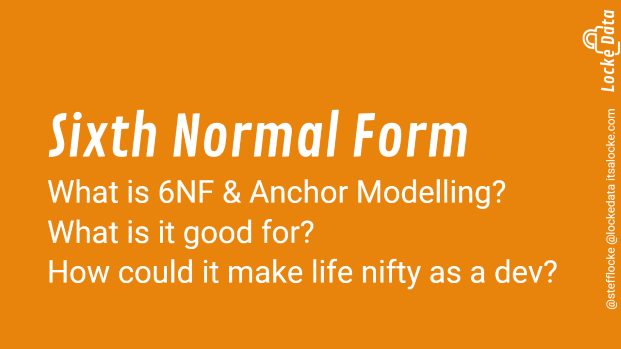 Sixth Normal Form
What is 6NF & Anchor Modelling?
What is it good for?
How could it make life nifty as a dev?
Locke Data
@stefflocke @lockedata itsalocke.com